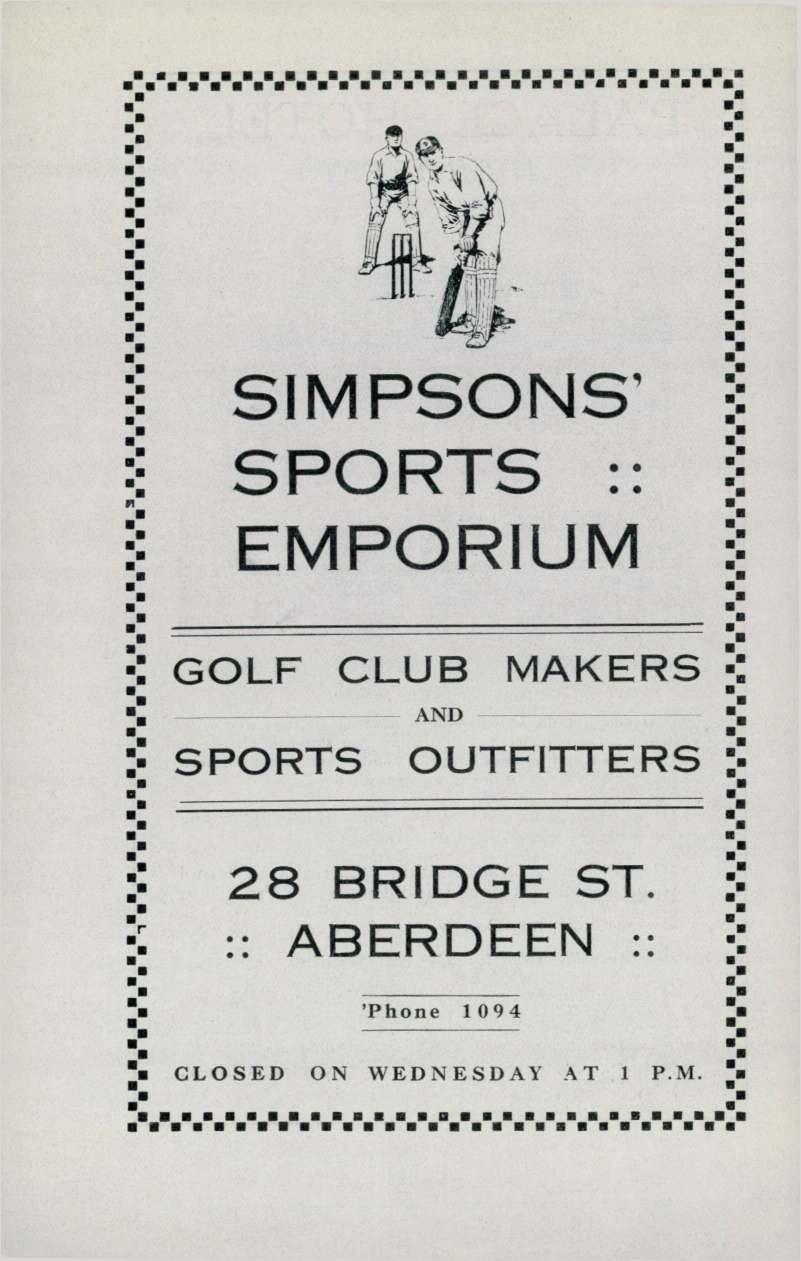 SIMPSONS'
SPORTS ::
EMPORIUM
GOLF CLUB MAKERS
AND
SPORTS OUTFITTERS
28 BRIDGE ST.
:: ABERDEEN ::
'Phone 1094
CLOSED ON WEDNESDAY AT 1 P.M.